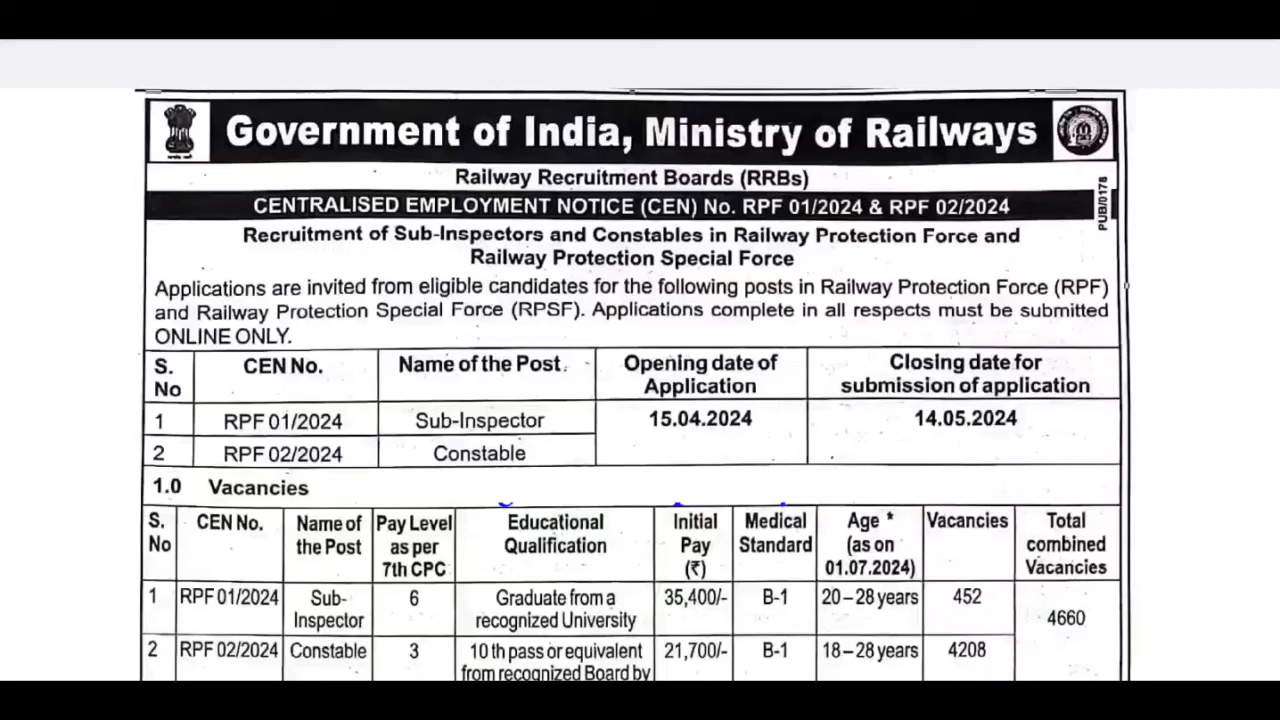 Government of India, Ministry of Railways
Railway Recruitment Boards (RRBs)
CENTRALISED EMPLOYMENT NOTICE (CEN) No. RPF 01/2024 & RPF 02/2024
PUB/0178
Recruitment of Sub-Inspectors and Constables in Railway Protection Force and
Railway Protection Special Force
Applications are invited from eligible candidates for the following posts in Railway Protection Force (RPF)
and Railway Protection Special Force (RPSF). Applications complete in all respects must be submitted
ONLINE ONLY.
S. No CEN No. Name of the Post Opening date of Application Closing date for submission of application
1 RPF 01/2024 Sub-Inspector 15.04.2024 14.05.2024
2 RPF 02/2024 Constable
1.0 Vacancies
S. No CEN No. Name of the Post Pay Level as per 7th CPC Educational Qualification Initial Pay (₹) Medical Standard Age * (as on 01.07.2024) Vacancies Total combined Vacancies
1 RPF 01/2024 Sub-Inspector 6 Graduate from a recognized University 35,400/- B-1 20–28 years 452 4660
2 RPF 02/2024 Constable 3 10th pass or equivalent from recognized Board by 21,700/- B-1 18–28 years 4208